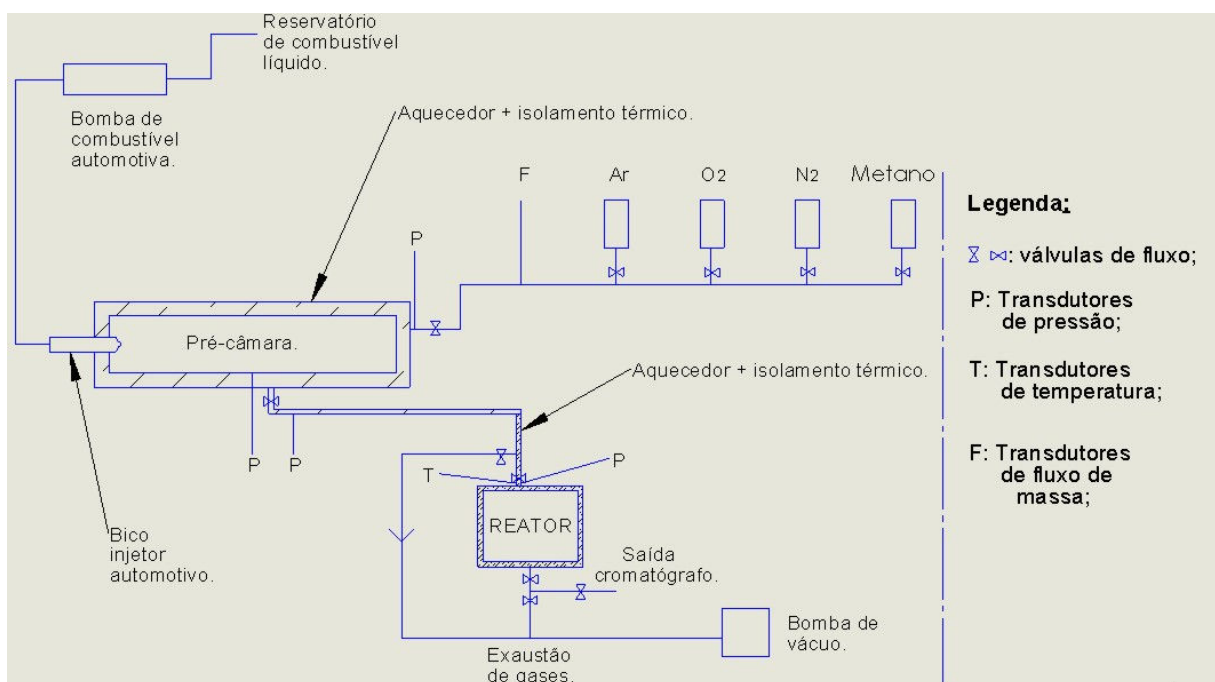 Reservatório
de combustível
líquido.
Bomba de
combustível
automotiva.
Aquecedor + isolamento térmico.
F
Ar
O2
N2
Metano
P
Pré-câmara.
Aquecedor + isolamento térmico.
P
P
T
P
REATOR
Bico
injetor
automotivo.
Saída
cromatógrafo.
Bomba de
vácuo.
Exaustão
de gases.
Legenda:
: válvulas de fluxo;
P: Transdutores
de pressão;
T: Transdutores
de temperatura;
F: Transdutores
de fluxo de
massa;